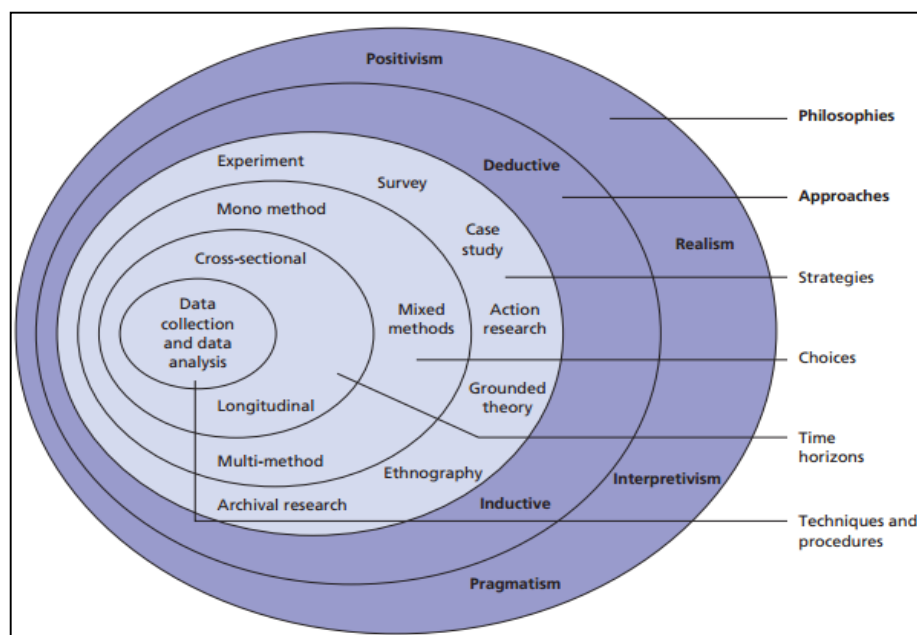 Positivism
Philosophies
Experiment
Deductive
Survey
Approaches
Mono method
Case
study
Realism
Cross-sectional
Strategies
Data
collection
and data
analysis
Mixed
methods
Action
research
Choices
Grounded
theory
Longitudinal
Time
horizons
Multi-method
Ethnography
Interpretivism
Archival research
Inductive
Techniques and
procedures
Pragmatism